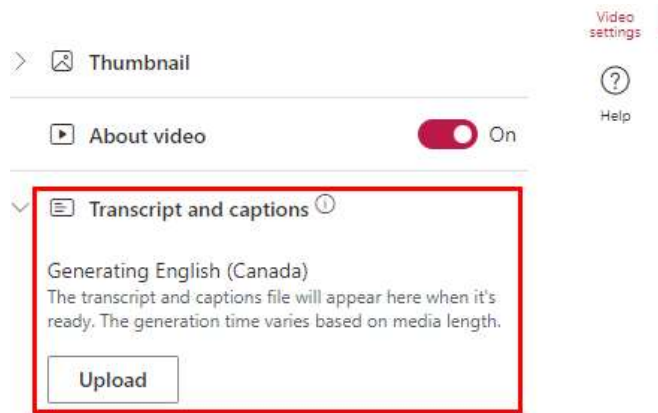 Video
settings
Thumbnail
Help
About video
On
Transcript and captions
Generating English (Canada)
The transcript and captions file will appear here when it's
ready. The generation time varies based on media length.
Upload